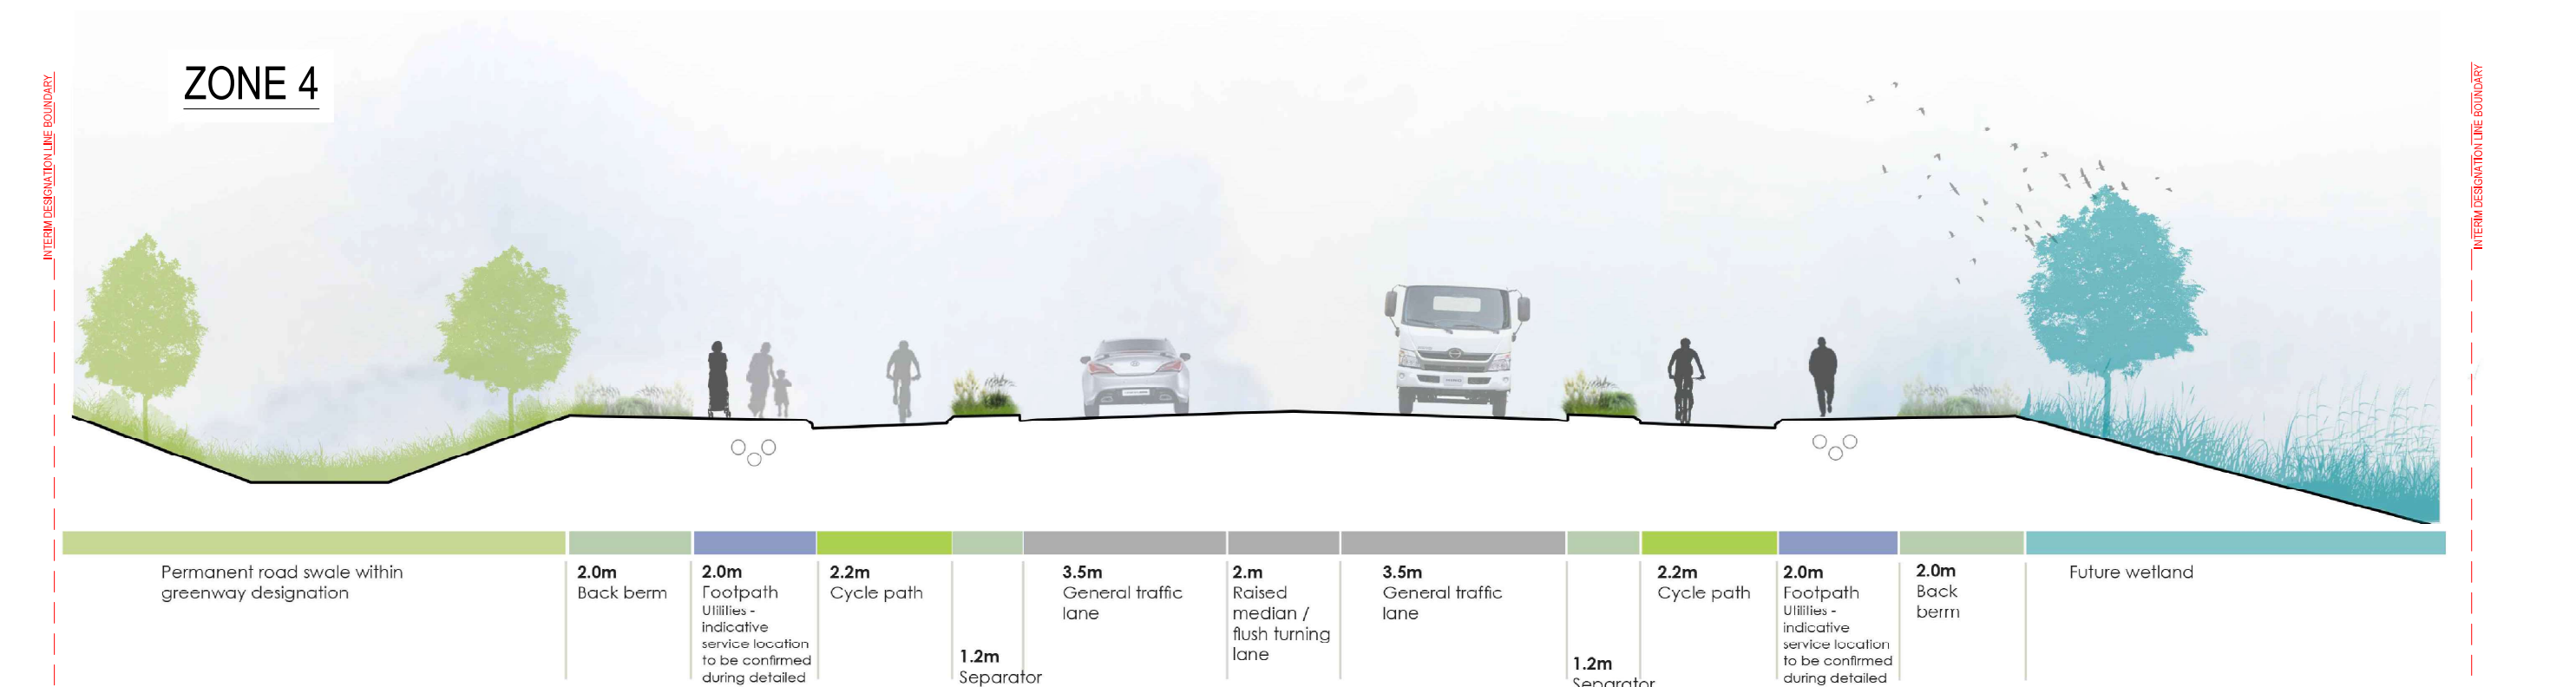 INTERIM DESIGNATION LINE BOUNDARY
ZONE 4
INTERIM DESIGNATION LINE BOUNDARY
Permanent road swale within
greenway designation
2.0m
Back berm
2.0m
Footpath
Utilities -
indicative
service location
to be confirmed
during detailed
2.2m
Cycle path
1.2m
Separator
3.5m
General traffic
lane
2.m
Raised
median /
flush turning
lane
3.5m
General traffic
lane
1.2m
Separator
2.2m
Cycle path
2.0m
Footpath
Utilities -
indicative
service location
to be confirmed
during detailed
2.0m
Back
berm
Future wetland